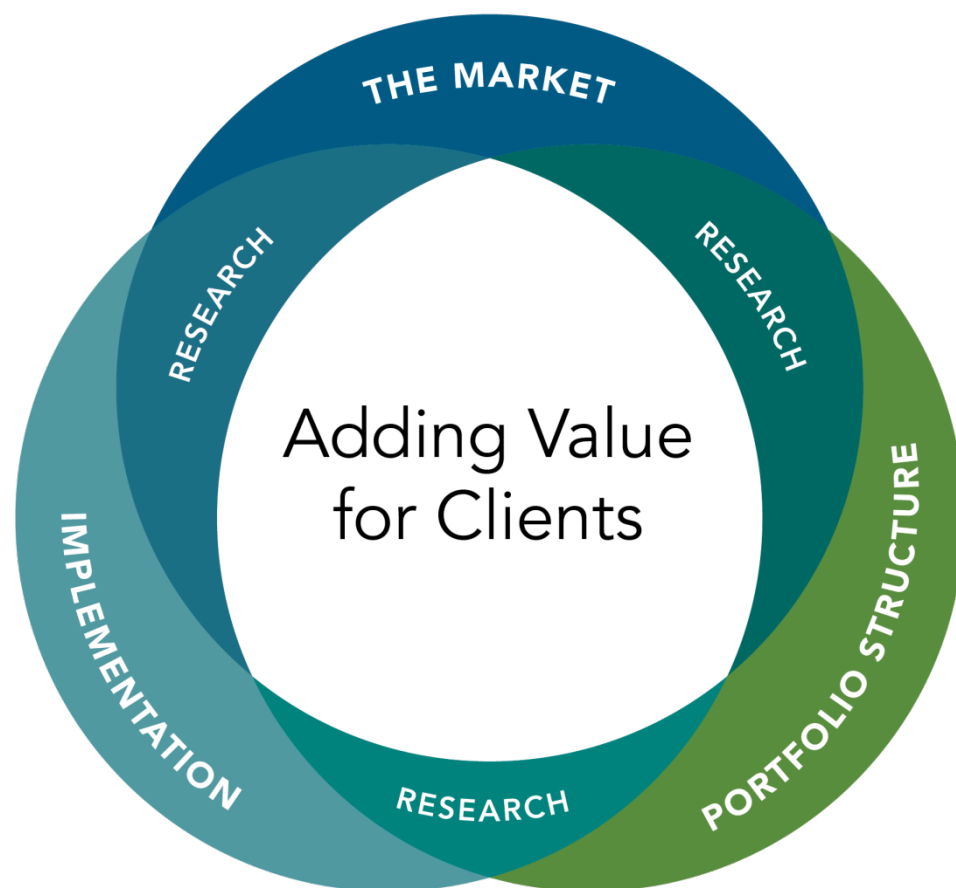 THE MARKET
RESEARCH
RESEARCH
Adding Value
for Clients
IMPLEMENTATION
PORTFOLIO STRUCTURE
RESEARCH